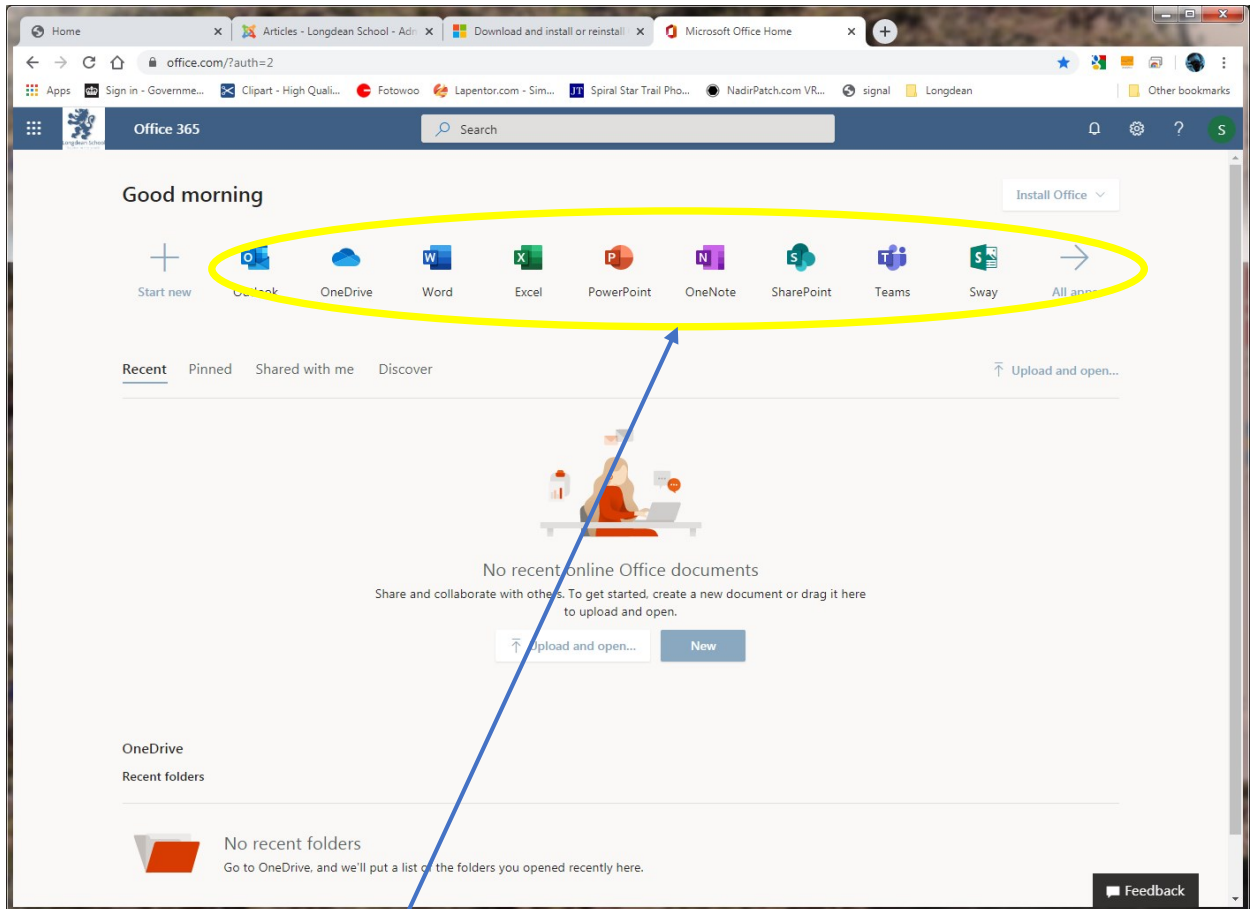 Home
Articles - Longdean School - Adm
Download and install or reinstall
Microsoft Office Home
office.com/?auth=2
Apps
Sign in - Governme...
Clipart - High Quali...
Fotowoo
Lapentor.com - Sim...
JT Spiral Star Trail Pho...
NadirPatch.com VR...
signal
Longdean
Other bookmarks
Office 365
Search
?
S
Good morning
Install Office
Start new
Outlook
OneDrive
Word
Excel
PowerPoint
OneNote
SharePoint
Teams
Sway
All apps
Recent
Pinned
Shared with me
Discover
Upload and open...
No recent online Office documents
Share and collaborate with others. To get started, create a new document or drag it here
to upload and open.
Upload and open...
New
OneDrive
Recent folders
No recent folders
Go to OneDrive, and we'll put a list of the folders you opened recently here.
Feedback